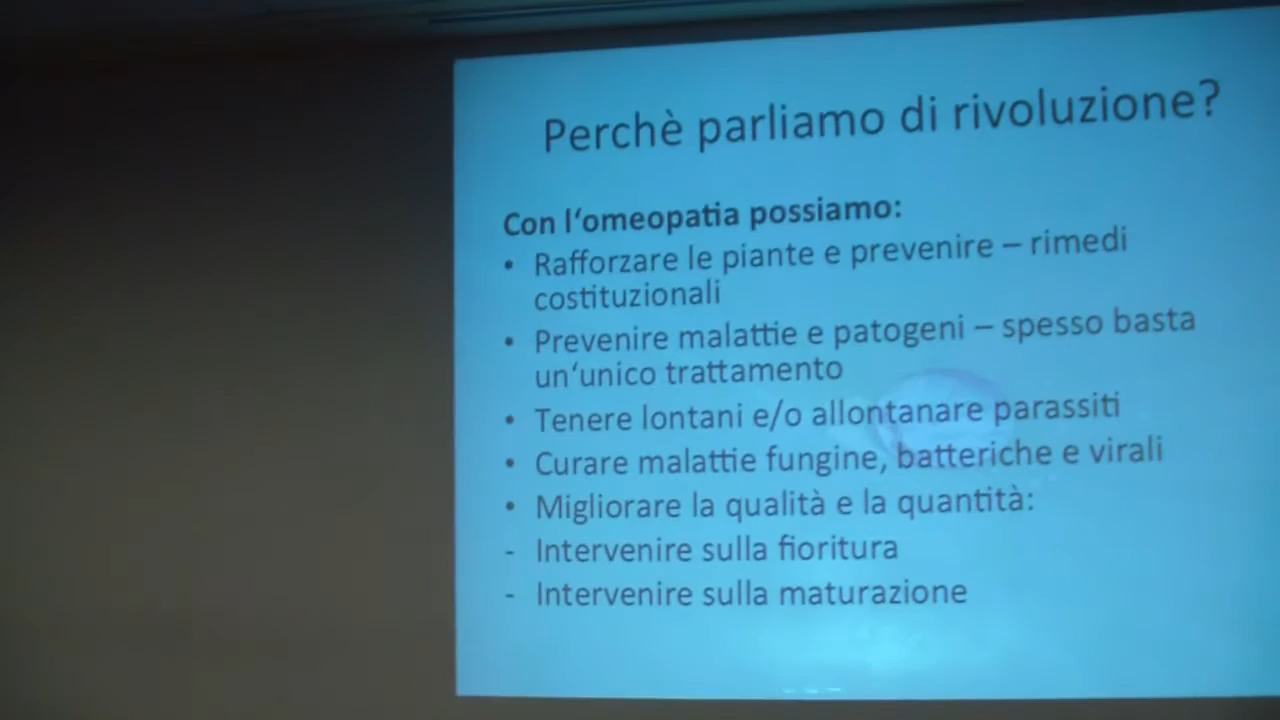 Perchè parliamo di rivoluzione?
Con l‘omeopatia possiamo:
• Rafforzare le piante e prevenire – rimedi
costituzionali
• Prevenire malattie e patogeni – spesso basta
un‘unico trattamento
• Tenere lontani e/o allontanare parassiti
• Curare malattie fungine, batteriche e virali
• Migliorare la qualità e la quantità:
- Intervenire sulla fioritura
- Intervenire sulla maturazione